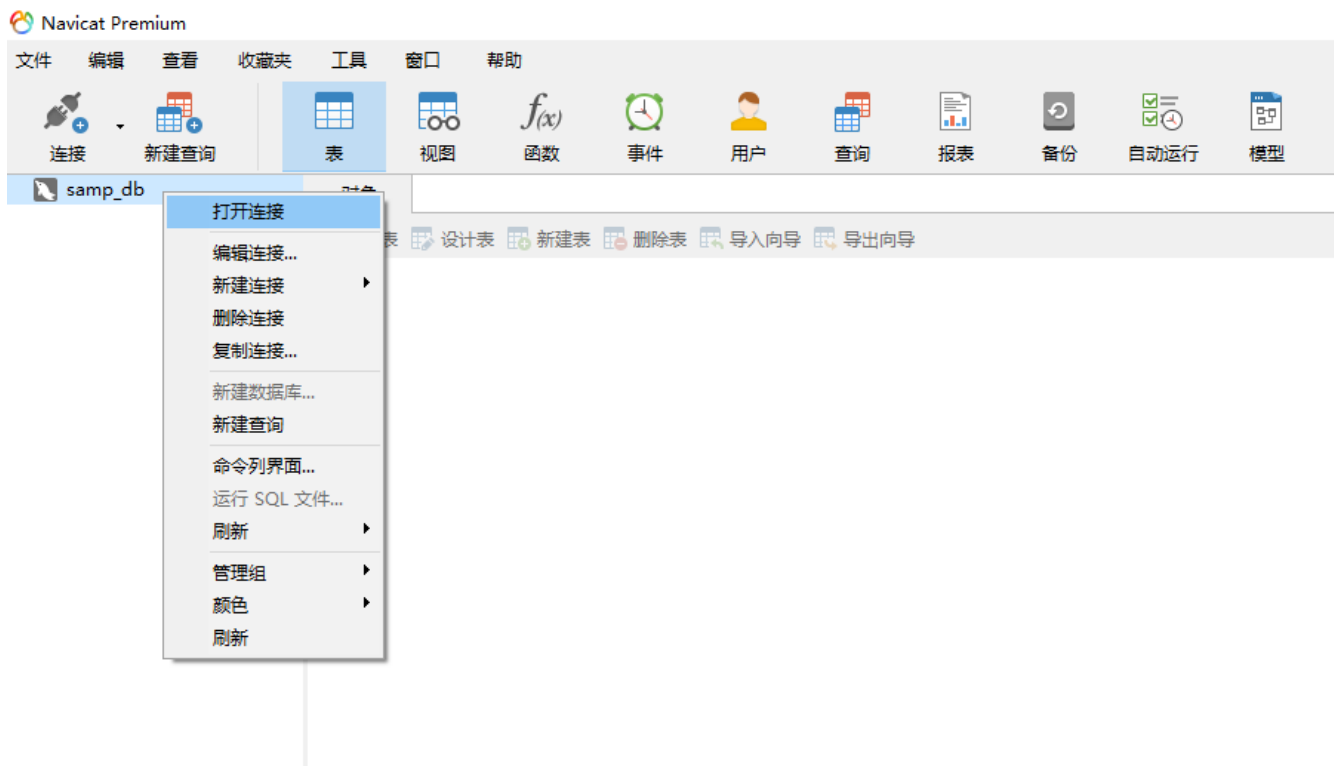 Navicat Premium
文件 编辑 查看 收藏夹 工具 窗口 帮助
连接 新建查询 表 视图 函数 事件 用户 查询 报表 备份 自动运行 模型
samp_db
打开连接
表 设计表 新建表 删除表 导入向导 导出向导
编辑连接...
新建连接
删除连接
复制连接...
新建数据库...
新建查询
命令列界面...
运行 SQL 文件...
刷新
管理组
颜色
刷新